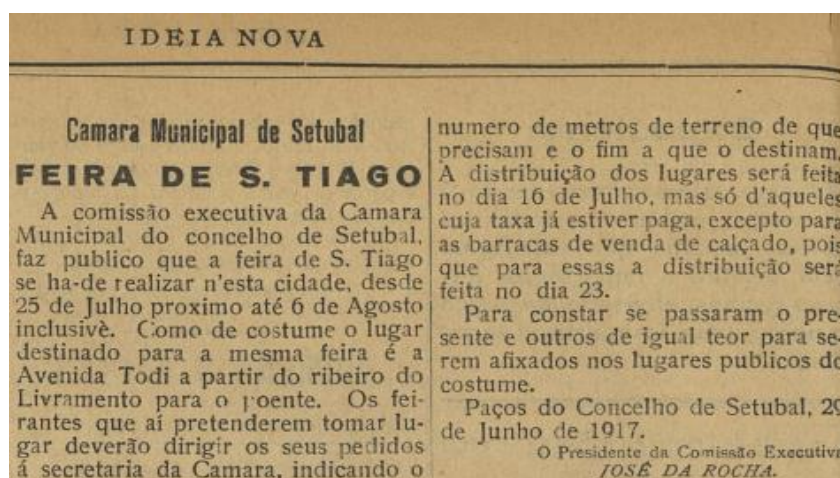 IDEIA NOVA
Camara Municipal de Setubal
FEIRA DE S. TIAGO
A comissão executiva da Camara
Municipal do concelho de Setubal,
faz publico que a feira de S. Tiago
se ha-de realizar n'esta cidade, desde
25 de Julho proximo até 6 de Agosto
inclusivè. Como de costume o lugar
destinado para a mesma feira é a
Avenida Todi a partir do ribeiro do
Livramento para o poente. Os fei-
rantes que aí pretenderem tomar lu-
gar deverão dirigir os seus pedidos
á secretaria da Camara, indicando o
numero de metros de terreno de que
precisam e o fim a que o destinam.
A distribuição dos lugares será feita
no dia 16 de Julho, mas só d'aqueles
cuja taxa já estiver paga, excepto para
as barracas de venda de calçado, pois
que para essas a distribuição será
feita no dia 23.
Para constar se passaram o pre-
sente e outros de igual teor para se-
rem afixados nos lugares publicos do
costume.
Paços do Concelho de Setubal,
de Junho de 1917.
O Presidente da Comissão Executiva
JOSÉ DA ROCHA.